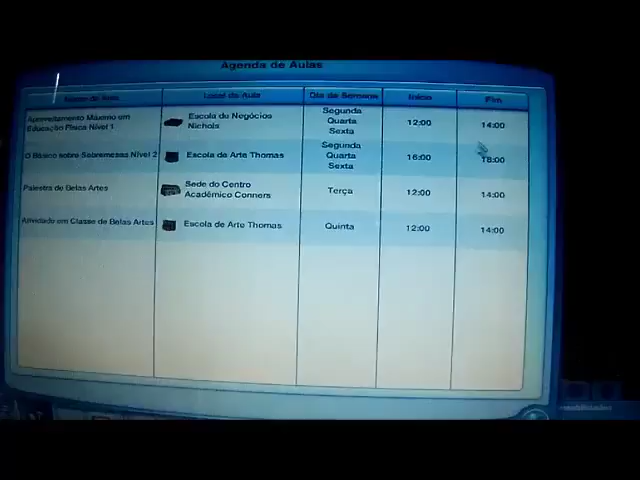 Agenda de Aulas
Nome da Aula Local da Aula Dia da Semana Início Fim
Aproveitamento Máximo em
Educação Física Nível 1
Escola de Negócios
Nichols
Segunda
Quarta
Sexta
12:00
14:00
O Básico sobre Sobremesas Nível 2
Escola de Arte Thomas
Segunda
Quarta
Sexta
16:00
18:00
Palestra de Belas Artes
Sede do Centro
Acadêmico Conners
Terça
12:00
14:00
Atividade em Classe de Belas Artes
Escola de Arte Thomas
Quinta
12:00
14:00